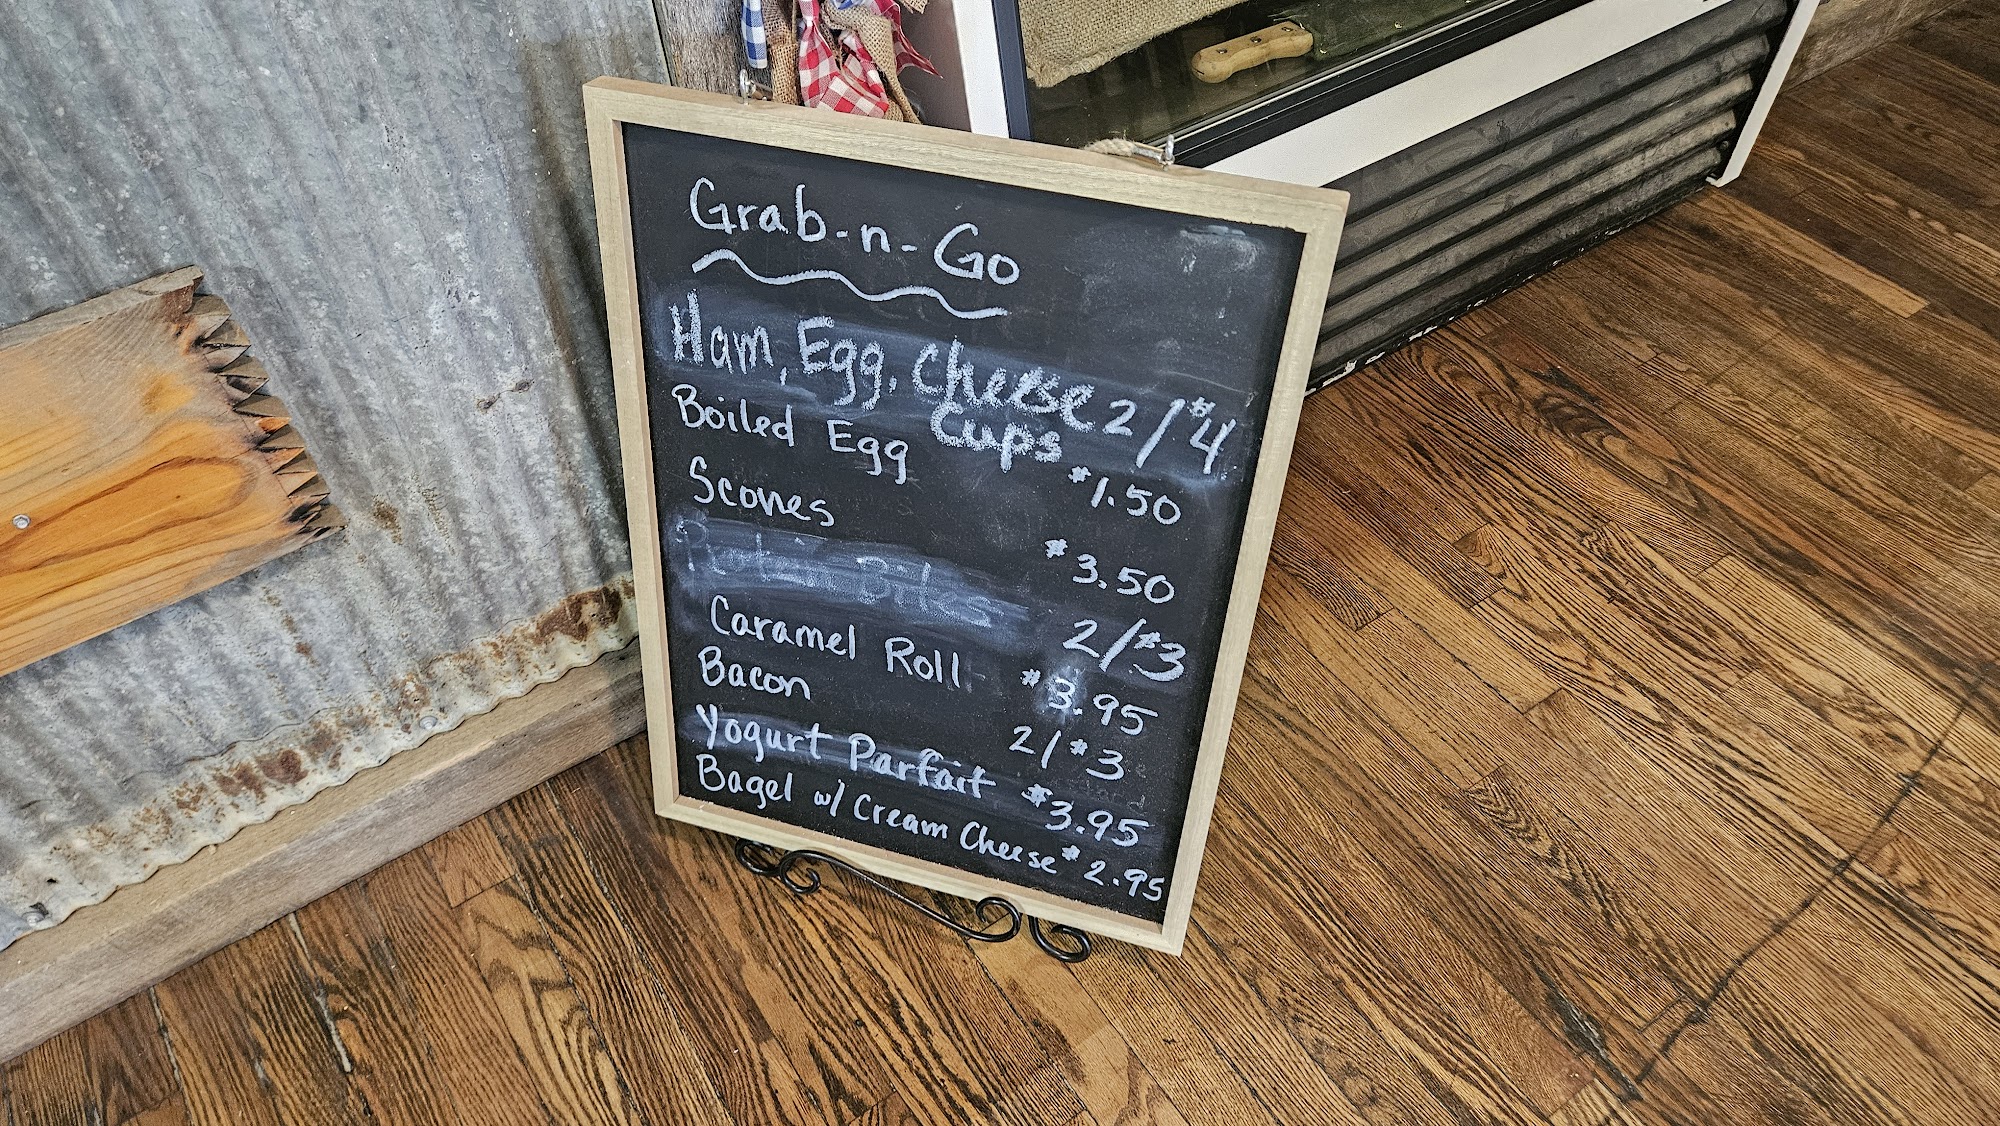 Grab-n-Go
Ham, Egg, Cheese 2/$4
Cups
Boiled Egg $1.50
Scones $3.50
Bites 2/$3
Caramel Roll $3.95
Bacon 2/$3
Yogurt Parfait $3.95
Bagel w/ Cream Cheese $2.95